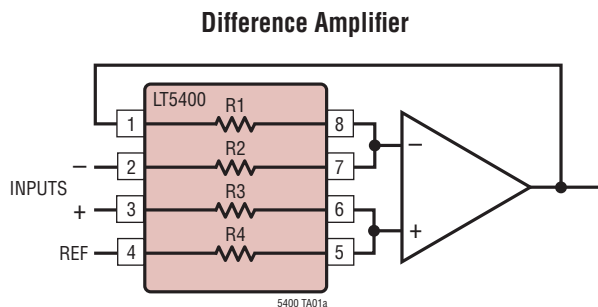 Difference Amplifier
LT5400
R1
1
8
R2
−
2
7
−
INPUTS
R3
+
3
6
R4
+
REF
4
5
5400 TA01a